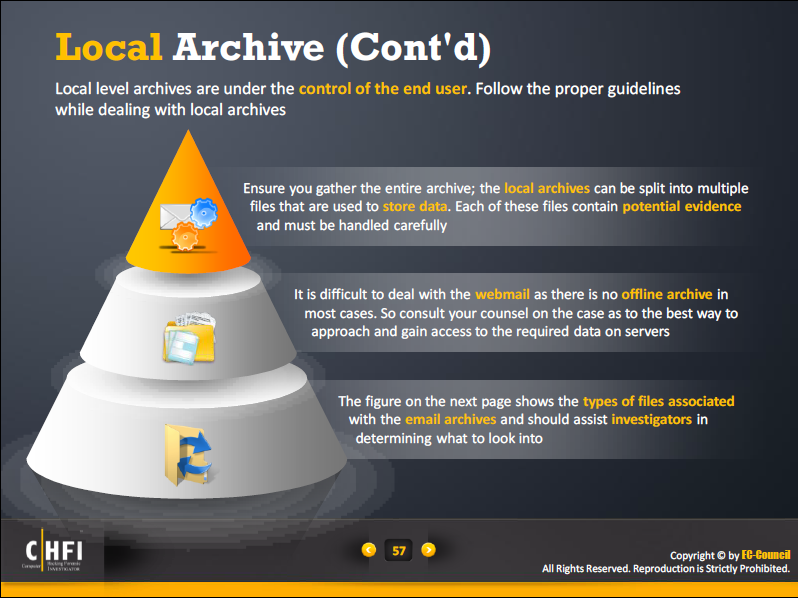 Local Archive (Cont'd)
Local level archives are under the control of the end user. Follow the proper guidelines
while dealing with local archives
Ensure you gather the entire archive; the local archives can be split into multiple
files that are used to store data. Each of these files contain potential evidence
and must be handled carefully
It is difficult to deal with the webmail as there is no offline archive in
most cases. So consult your counsel on the case as to the best way to
approach and gain access to the required data on servers
The figure on the next page shows the types of files associated
with the email archives and should assist investigators in
determining what to look into
CHFI
Computer Hacking Forensic
INVESTIGATOR
57
Copyright © by EC-Council
All Rights Reserved. Reproduction is Strictly Prohibited.